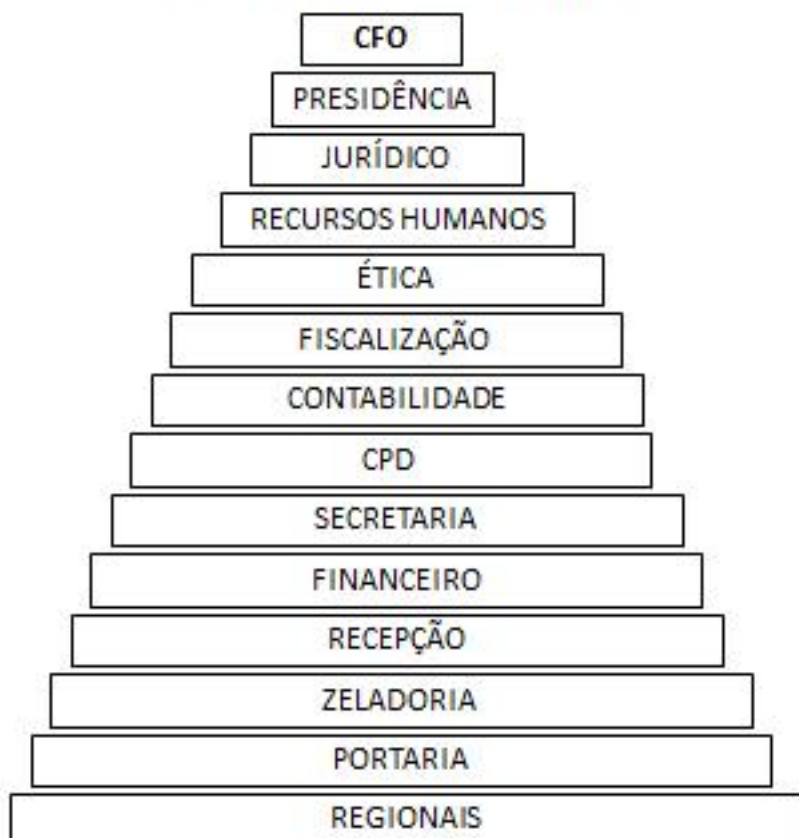 CFO
PRESIDÊNCIA
JURÍDICO
RECURSOS HUMANOS
ÉTICA
FISCALIZAÇÃO
CONTABILIDADE
CPD
SECRETARIA
FINANCEIRO
RECEPÇÃO
ZELADORIA
PORTARIA
REGIONAIS